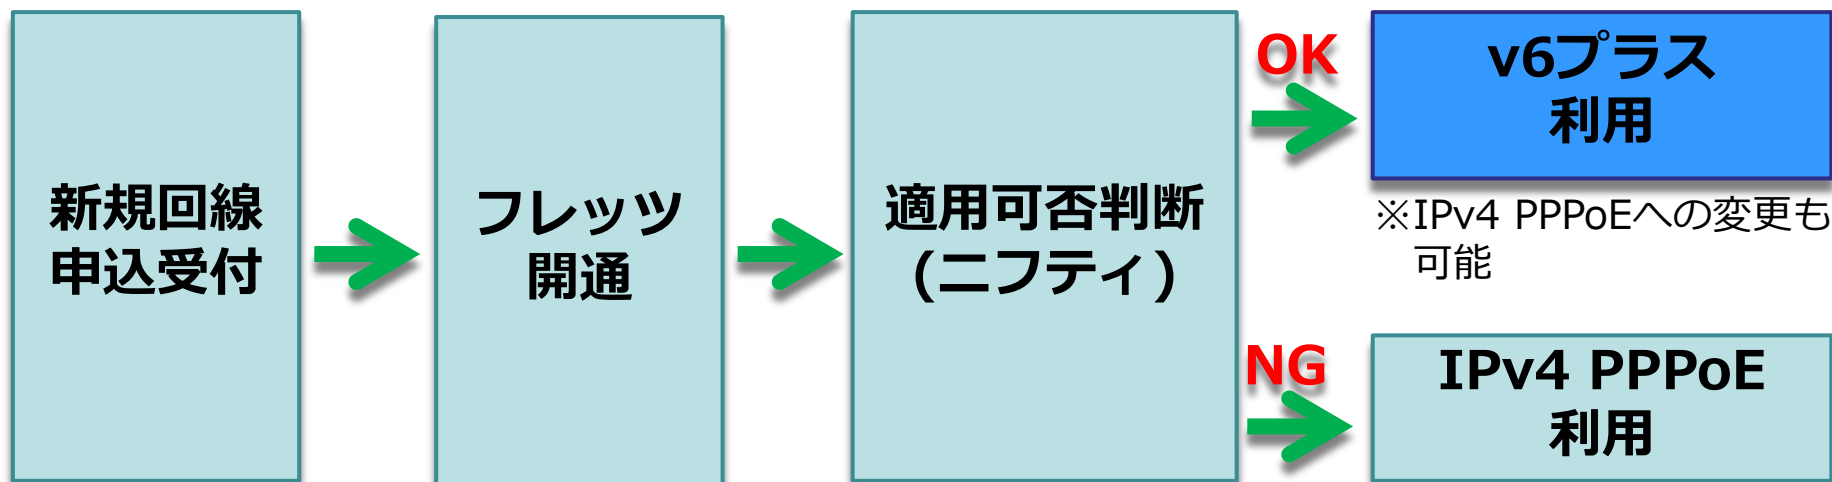 新規回線
申込受付
フレッツ
開通
適用可否判断
(ニフティ)
OK
v6プラス
利用
※IPv4 PPPoEへの変更も
可能
NG
IPv4 PPPoE
利用